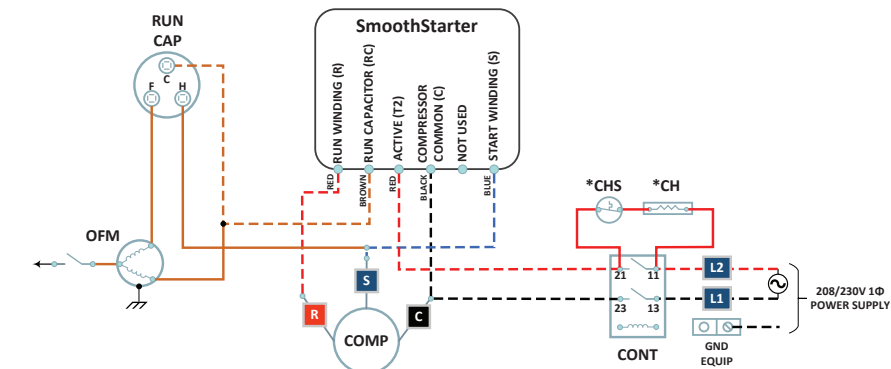 RUN
CAP
C
F
H
SmoothStarter
RUN WINDING (R)
RUN CAPACITOR (RC)
ACTIVE (T2)
COMPRESSOR
COMMON (C)
NOT USED
START WINDING (S)
RED
BROWN
RED
BLACK
BLUE
*CHS
*CH
OFM
21
11
L2
S
23
13
L1
208/230V 1Φ
POWER SUPPLY
R
C
COMP
CONT
GND
EQUIP